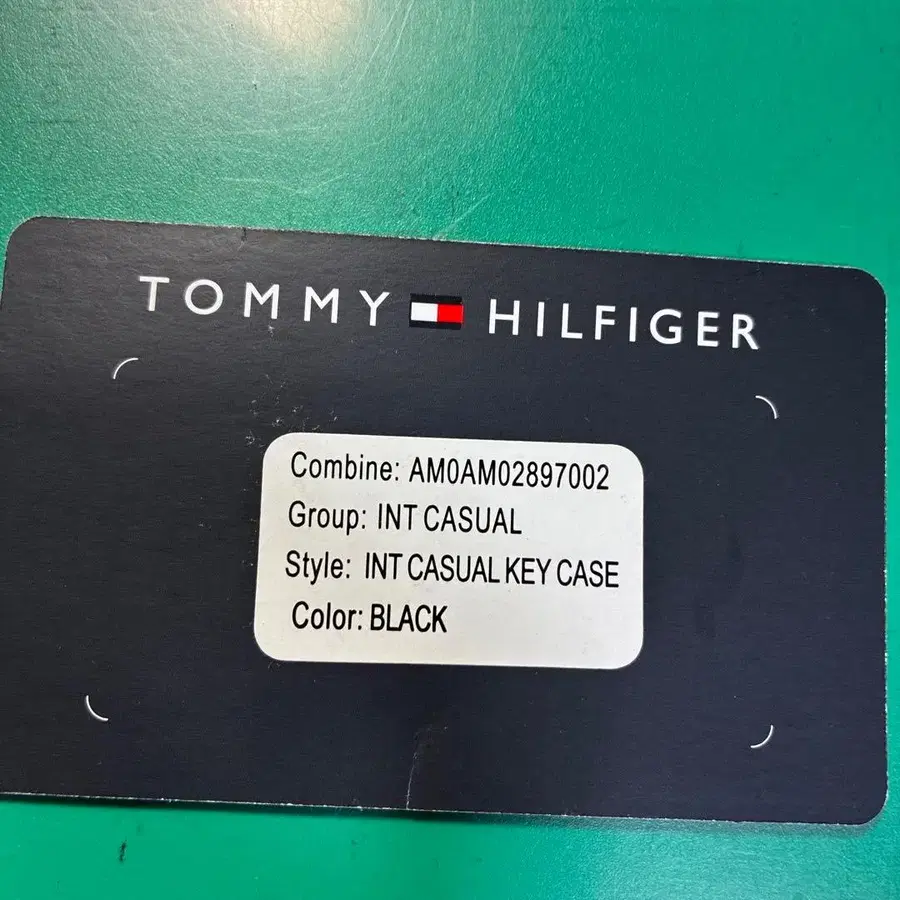 TOMMY HILFIGER
Combine: AM0AM02897002
Group: INT CASUAL
Style: INT CASUAL KEY CASE
Color: BLACK